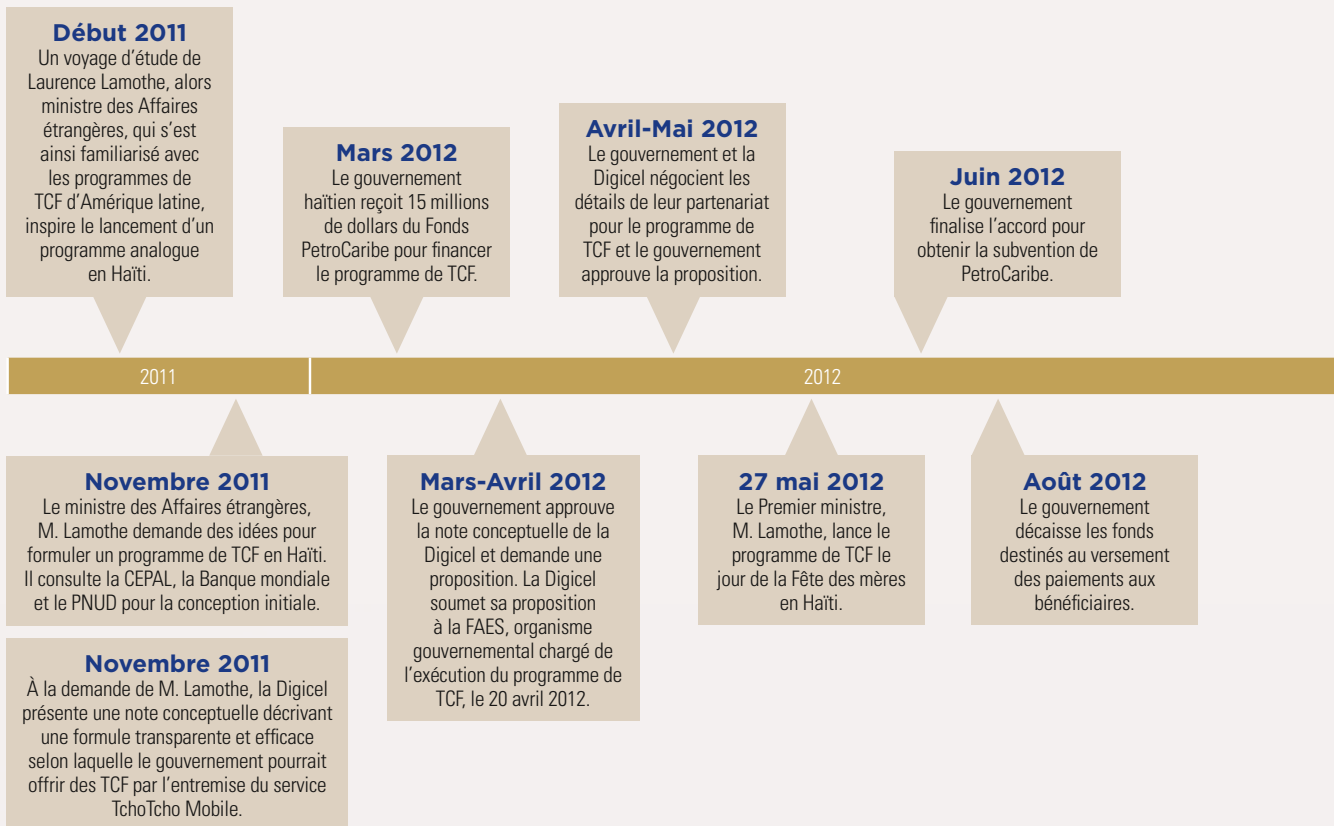 Début 2011
Un voyage d’étude de
Laurence Lamothe, alors
ministre des Affaires
étrangères, qui s’est
ainsi familiarisé avec
les programmes de
TCF d’Amérique latine,
inspire le lancement d’un
programme analogue
en Haïti.
Mars 2012
Le gouvernement
haïtien reçoit 15 millions
de dollars du Fonds
PetroCaribe pour financer
le programme de TCF.
Avril-Mai 2012
Le gouvernement et la
Digicel négocient les
détails de leur partenariat
pour le programme de
TCF et le gouvernement
approuve la proposition.
Juin 2012
Le gouvernement
finalise l’accord pour
obtenir la subvention de
PetroCaribe.
2011
2012
Novembre 2011
Le ministre des Affaires étrangères,
M. Lamothe demande des idées pour
formuler un programme de TCF en Haïti.
Il consulte la CEPAL, la Banque mondiale
et le PNUD pour la conception initiale.
Novembre 2011
À la demande de M. Lamothe, la Digicel
présente une note conceptuelle décrivant
une formule transparente et efficace
selon laquelle le gouvernement pourrait
offrir des TCF par l’entremise du service
TchoTcho Mobile.
Mars-Avril 2012
Le gouvernement approuve
la note conceptuelle de la
Digicel et demande une
proposition. La Digicel
soumet sa proposition
à la FAES, organisme
gouvernemental chargé de
l’exécution du programme de
TCF, le 20 avril 2012.
27 mai 2012
Le Premier ministre,
M. Lamothe, lance le
programme de TCF le
jour de la Fête des mères
en Haïti.
Août 2012
Le gouvernement
décaisse les fonds
destinés au versement
des paiements aux
bénéficiaires.